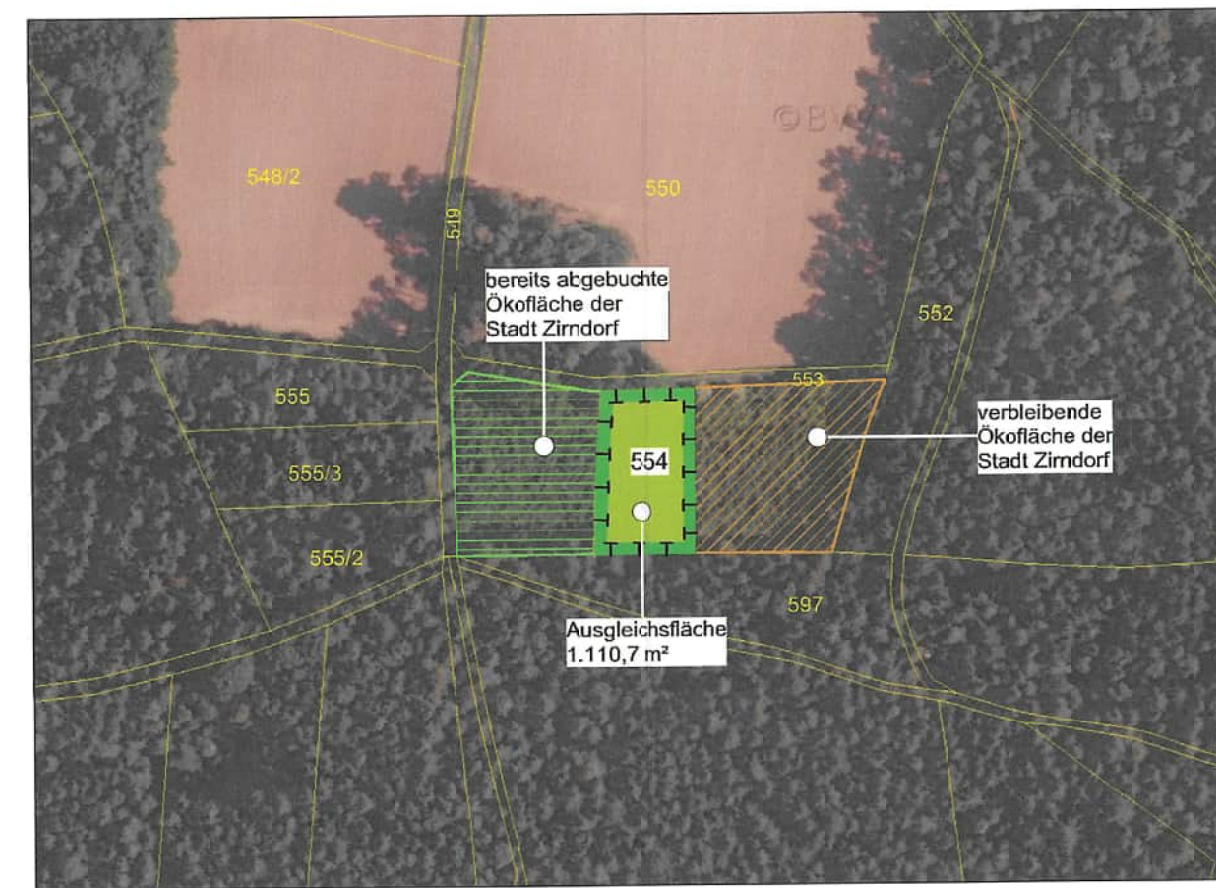 ©BV
548/2
550
549
bereits abgebuchte
Ökofläche der
Stadt Zirndorf
552
553
555
verbleibende
Ökofläche der
Stadt Zirndorf
554
555/3
555/2
597
Ausgleichsfläche
1.110,7 m²